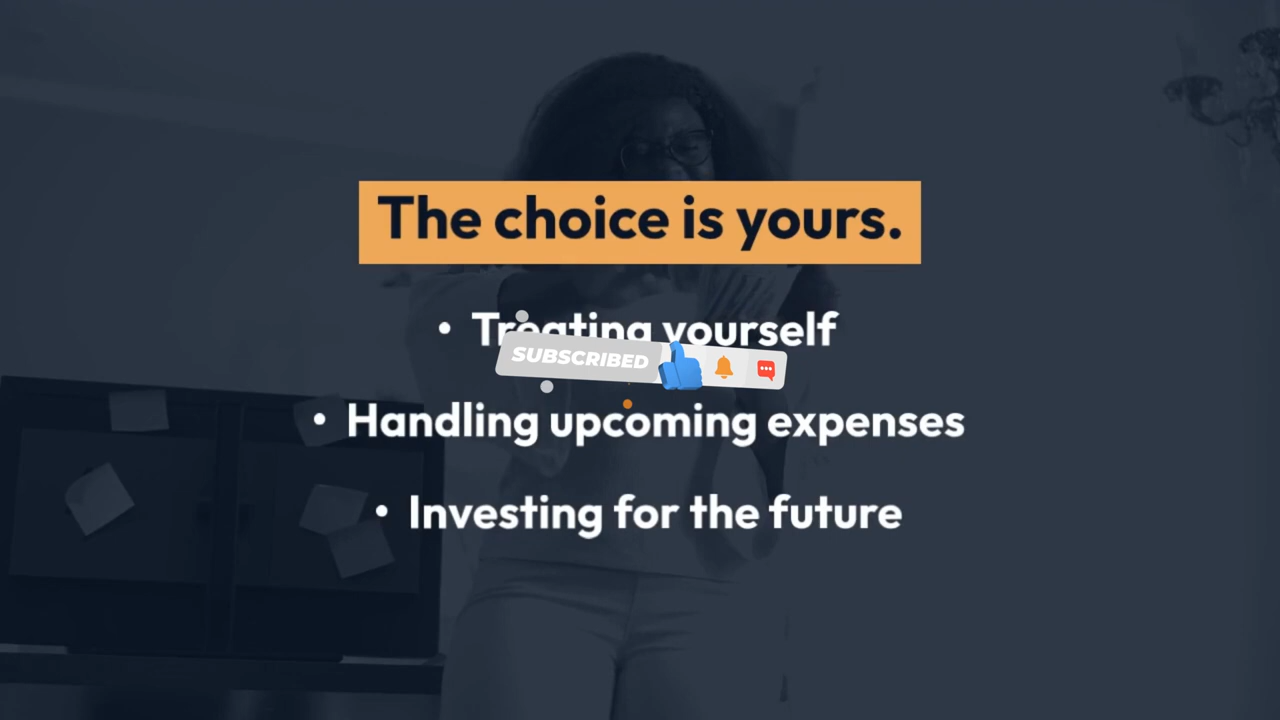 The choice is yours.
• Treating yourself
SUBSCRIBED
• Handling upcoming expenses
• Investing for the future